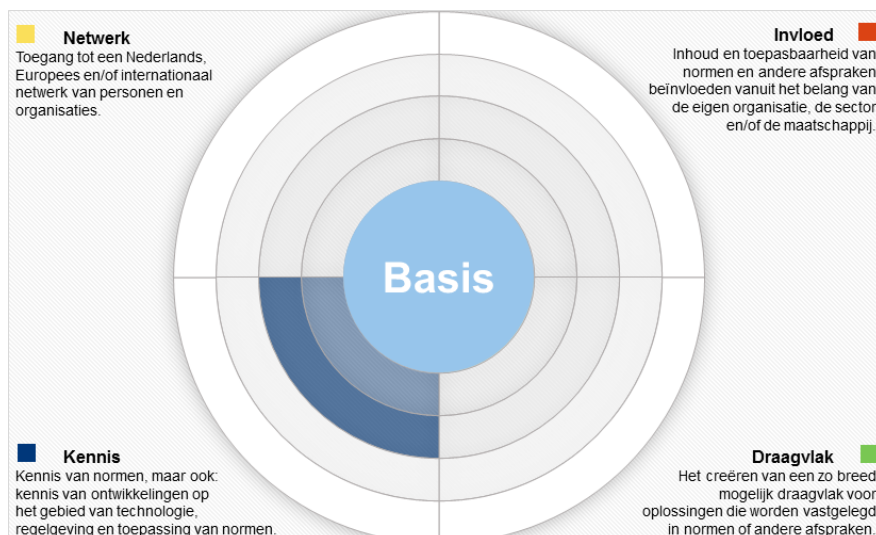 Netwerk
Toegang tot een Nederlands,
Europees en/of internationaal
netwerk van personen en
organisaties.
Invloed
Inhoud en toepasbaarheid van
normen en andere afspraken
beïnvloeden vanuit het belang van
de eigen organisatie, de sector
en/of de maatschappij.
Basis
Kennis
Kennis van normen, maar ook:
kennis van ontwikkelingen op
het gebied van technologie,
regelgeving en toepassing van normen.
Draagvlak
Het creëren van een zo breed
mogelijk draagvlak voor
oplossingen die worden vastgelegd
in normen of andere afspraken.